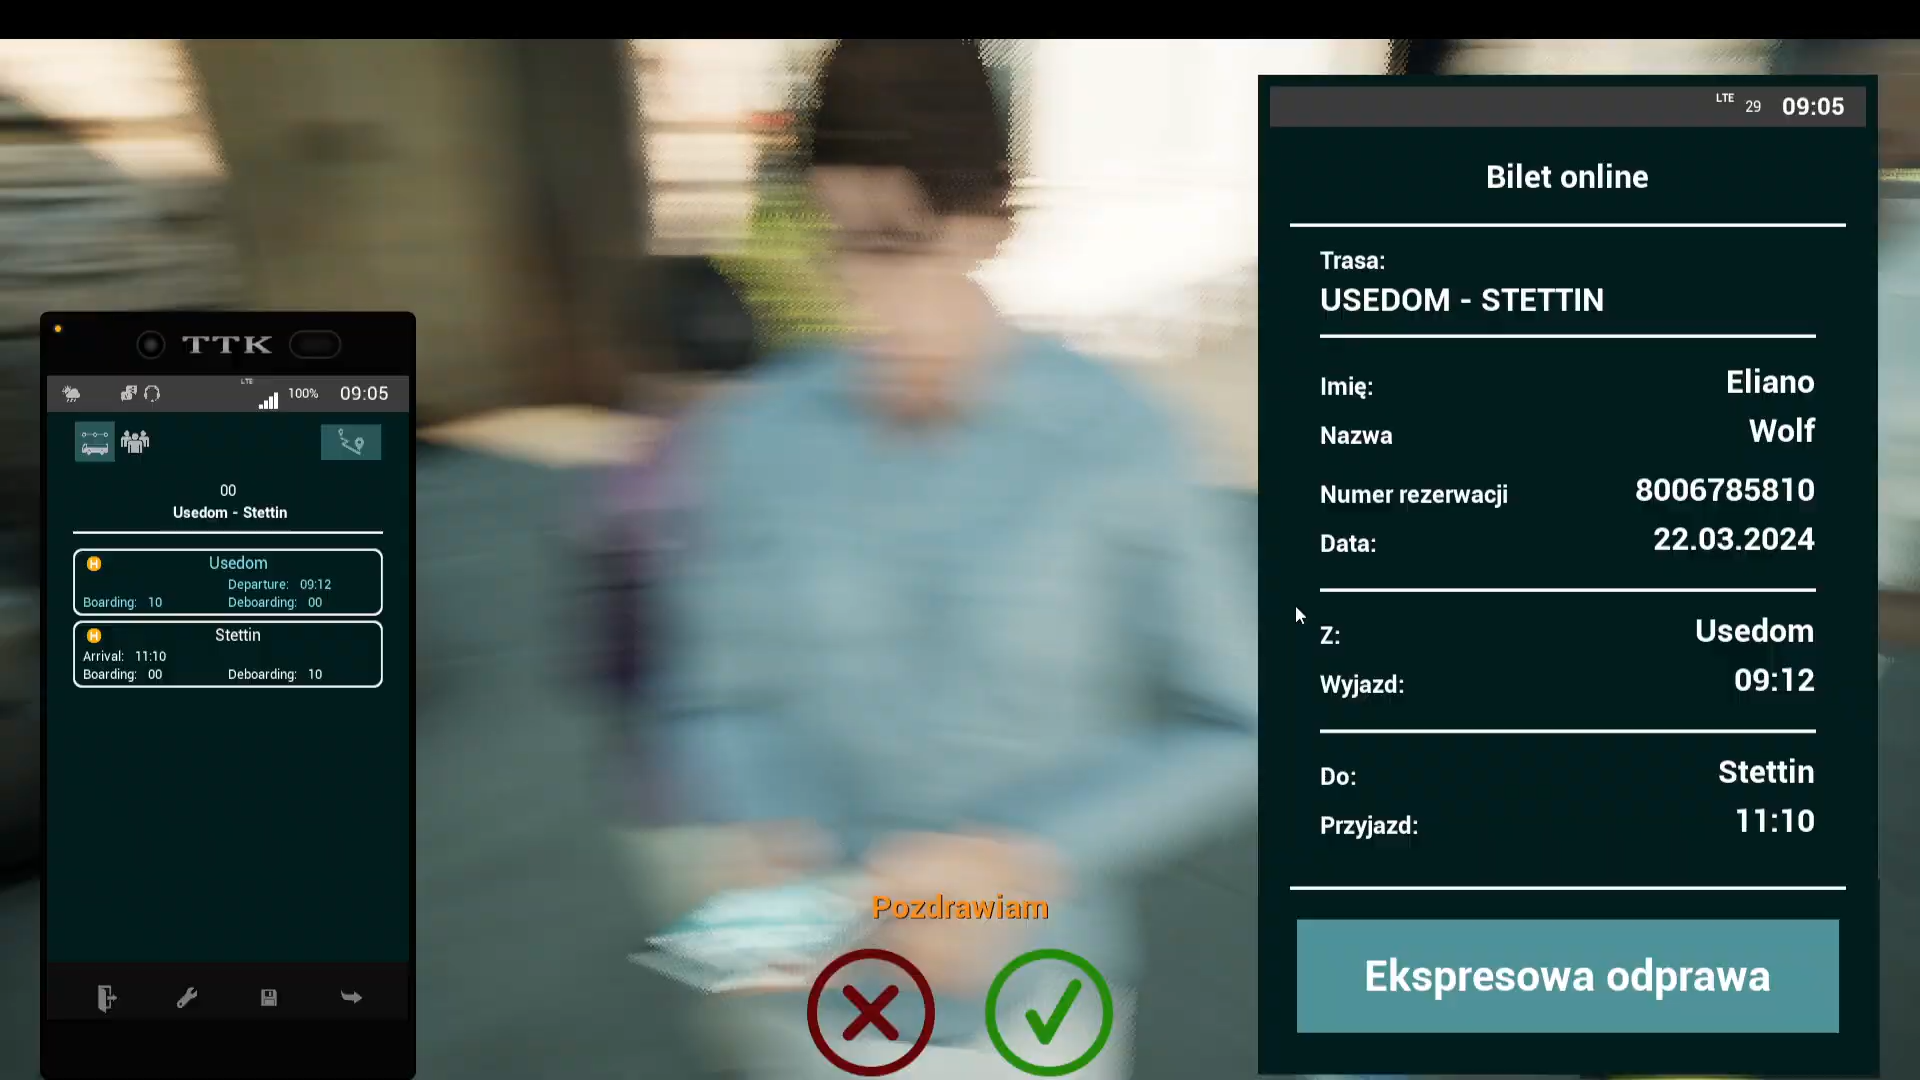 TTK
LTE
100%
09:05
00
Usedom - Stettin
H
Usedom
Departure: 09:12
Boarding: 10
Deboarding: 00
H
Stettin
Arrival: 11:10
Boarding: 00
Deboarding: 10
Pozdrawiam
LTE 29 09:05
Bilet online
Trasa:
USEDOM - STETTIN
Imię: Eliano
Nazwa Wolf
Numer rezerwacji 8006785810
Data: 22.03.2024
Z: Usedom
Wyjazd: 09:12
Do: Stettin
Przyjazd: 11:10
Ekspresowa odprawa